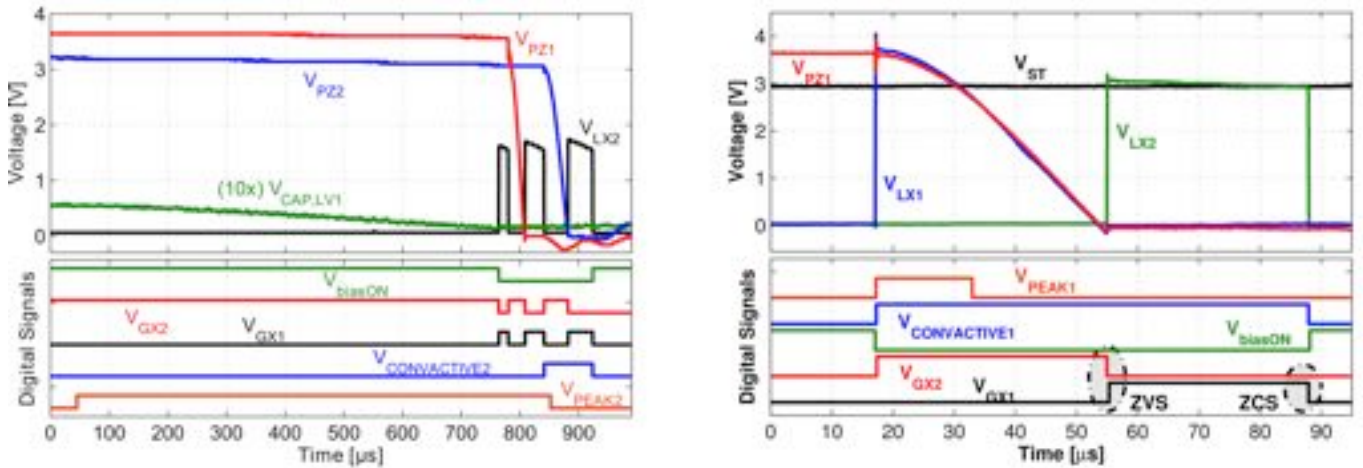 4
3
2
1
0
Voltage [V]
V_PZ1
V_PZ2
V_LX2
(10x) V_CAP,LV1
Digital Signals
V_biasON
V_GX2
V_GX1
V_CONVACTIVE2
V_PEAK2
0 100 200 300 400 500 600 700 800 900
Time [μs]
4
3
2
1
0
Voltage [V]
V_PZ1
V_ST
V_LX1
V_LX2
Digital Signals
V_PEAK1
V_CONVACTIVE1
V_biasON
V_GX2
V_GX1
ZVS
ZCS
0 10 20 30 40 50 60 70 80 90
Time [μs]